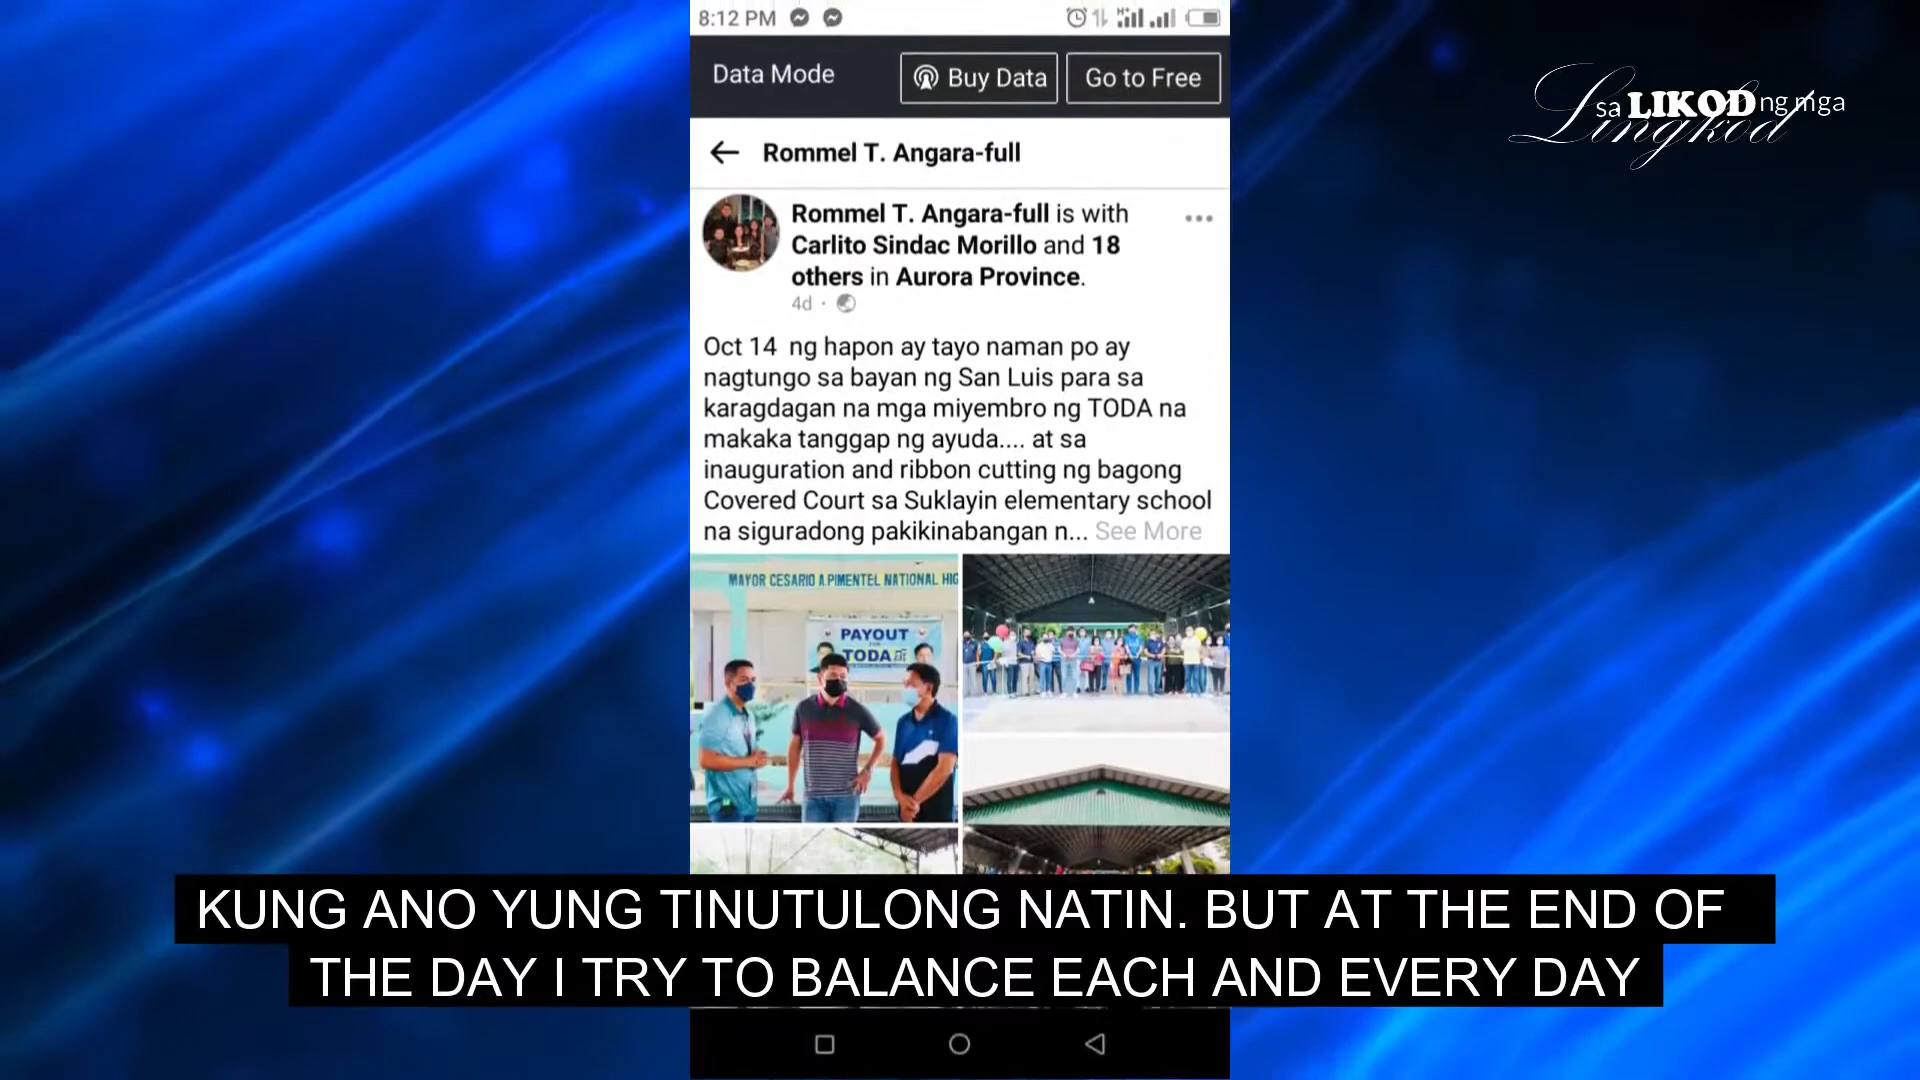 8:12 PM
Data Mode
Buy Data
Go to Free
sa LIKOD ng mga
Lingkod
Rommel T. Angara-full
Rommel T. Angara-full is with
Carlito Sindac Morillo and 18
others in Aurora Province.
4d ·
Oct 14 ng hapon ay tayo naman po ay
nagtungo sa bayan ng San Luis para sa
karagdagan na mga miyembro ng TODA na
makaka tanggap ng ayuda.... at sa
inauguration and ribbon cutting ng bagong
Covered Court sa Suklayin elementary school
na siguradong pakikinabangan n... See More
MAYOR CESARIO A.PIMENTEL NATIONAL HIG
PAYOUT
TODA
KUNG ANO YUNG TINUTULONG NATIN. BUT AT THE END OF
THE DAY I TRY TO BALANCE EACH AND EVERY DAY